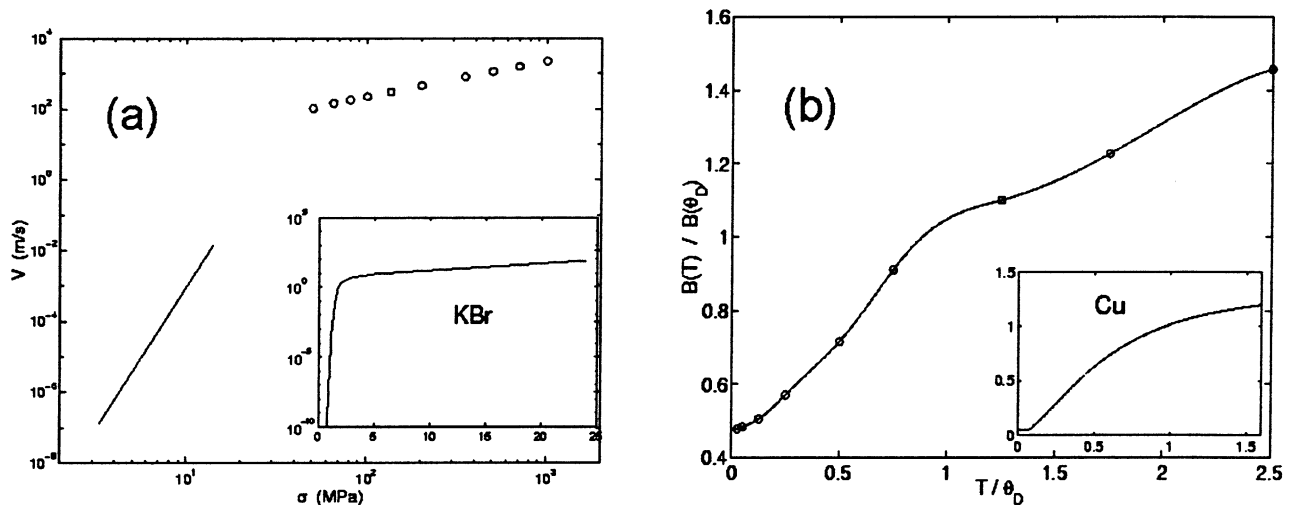 (a)
V (m/s)
10⁴
10²
10⁰
10⁻²
10⁻⁴
10⁻⁶
10⁻⁸
10¹ 10² 10³
σ (MPa)
10⁵
10⁰
10⁻⁵
10⁻¹⁰
KBr
0 5 10 15 20 25
(b)
B(T) / B(θ_D)
1.6
1.4
1.2
1
0.8
0.6
0.4
0 0.5 1 1.5 2 2.5
T/θ_D
1.5
1
0.5
0
Cu
0 0.5 1 1.5